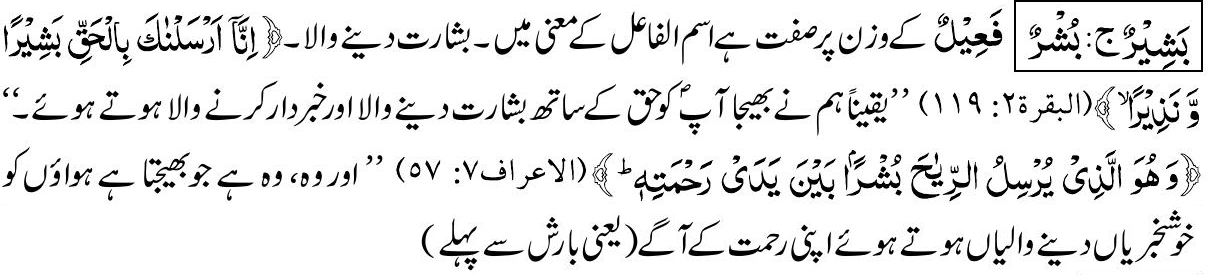 بَشِيْرٌ ج: بُشْرٌ فَعِيْلٌ کے وزن پر صفت ہے اسم الفاعل کے معنی میں۔ بشارت دینے والا۔ ﴿اِنَّآ اَرْسَلْنٰكَ بِالْحَقِّ بَشِيْرًا
وَّ نَذِيْرًا ۙ﴾ (البقرۃ۲: ۱۱۹) ’’یقیناً ہم نے بھیجا آپؐ کو حق کے ساتھ بشارت دینے والا اور خبردار کرنے والا ہوتے ہوئے۔‘‘
﴿وَ هُوَ الَّذِىْ يُرْسِلُ الرِّيٰحَ بُشْرًاۢ بَيْنَ يَدَىْ رَحْمَتِهٖ ؕ﴾ (الاعراف۷: ۵۷) ’’اور وہ، وہ ہے جو بھیجتا ہے ہواؤں کو
خوشخبریاں دینے والیاں ہوتے ہوئے اپنی رحمت کے آگے (یعنی بارش سے پہلے)